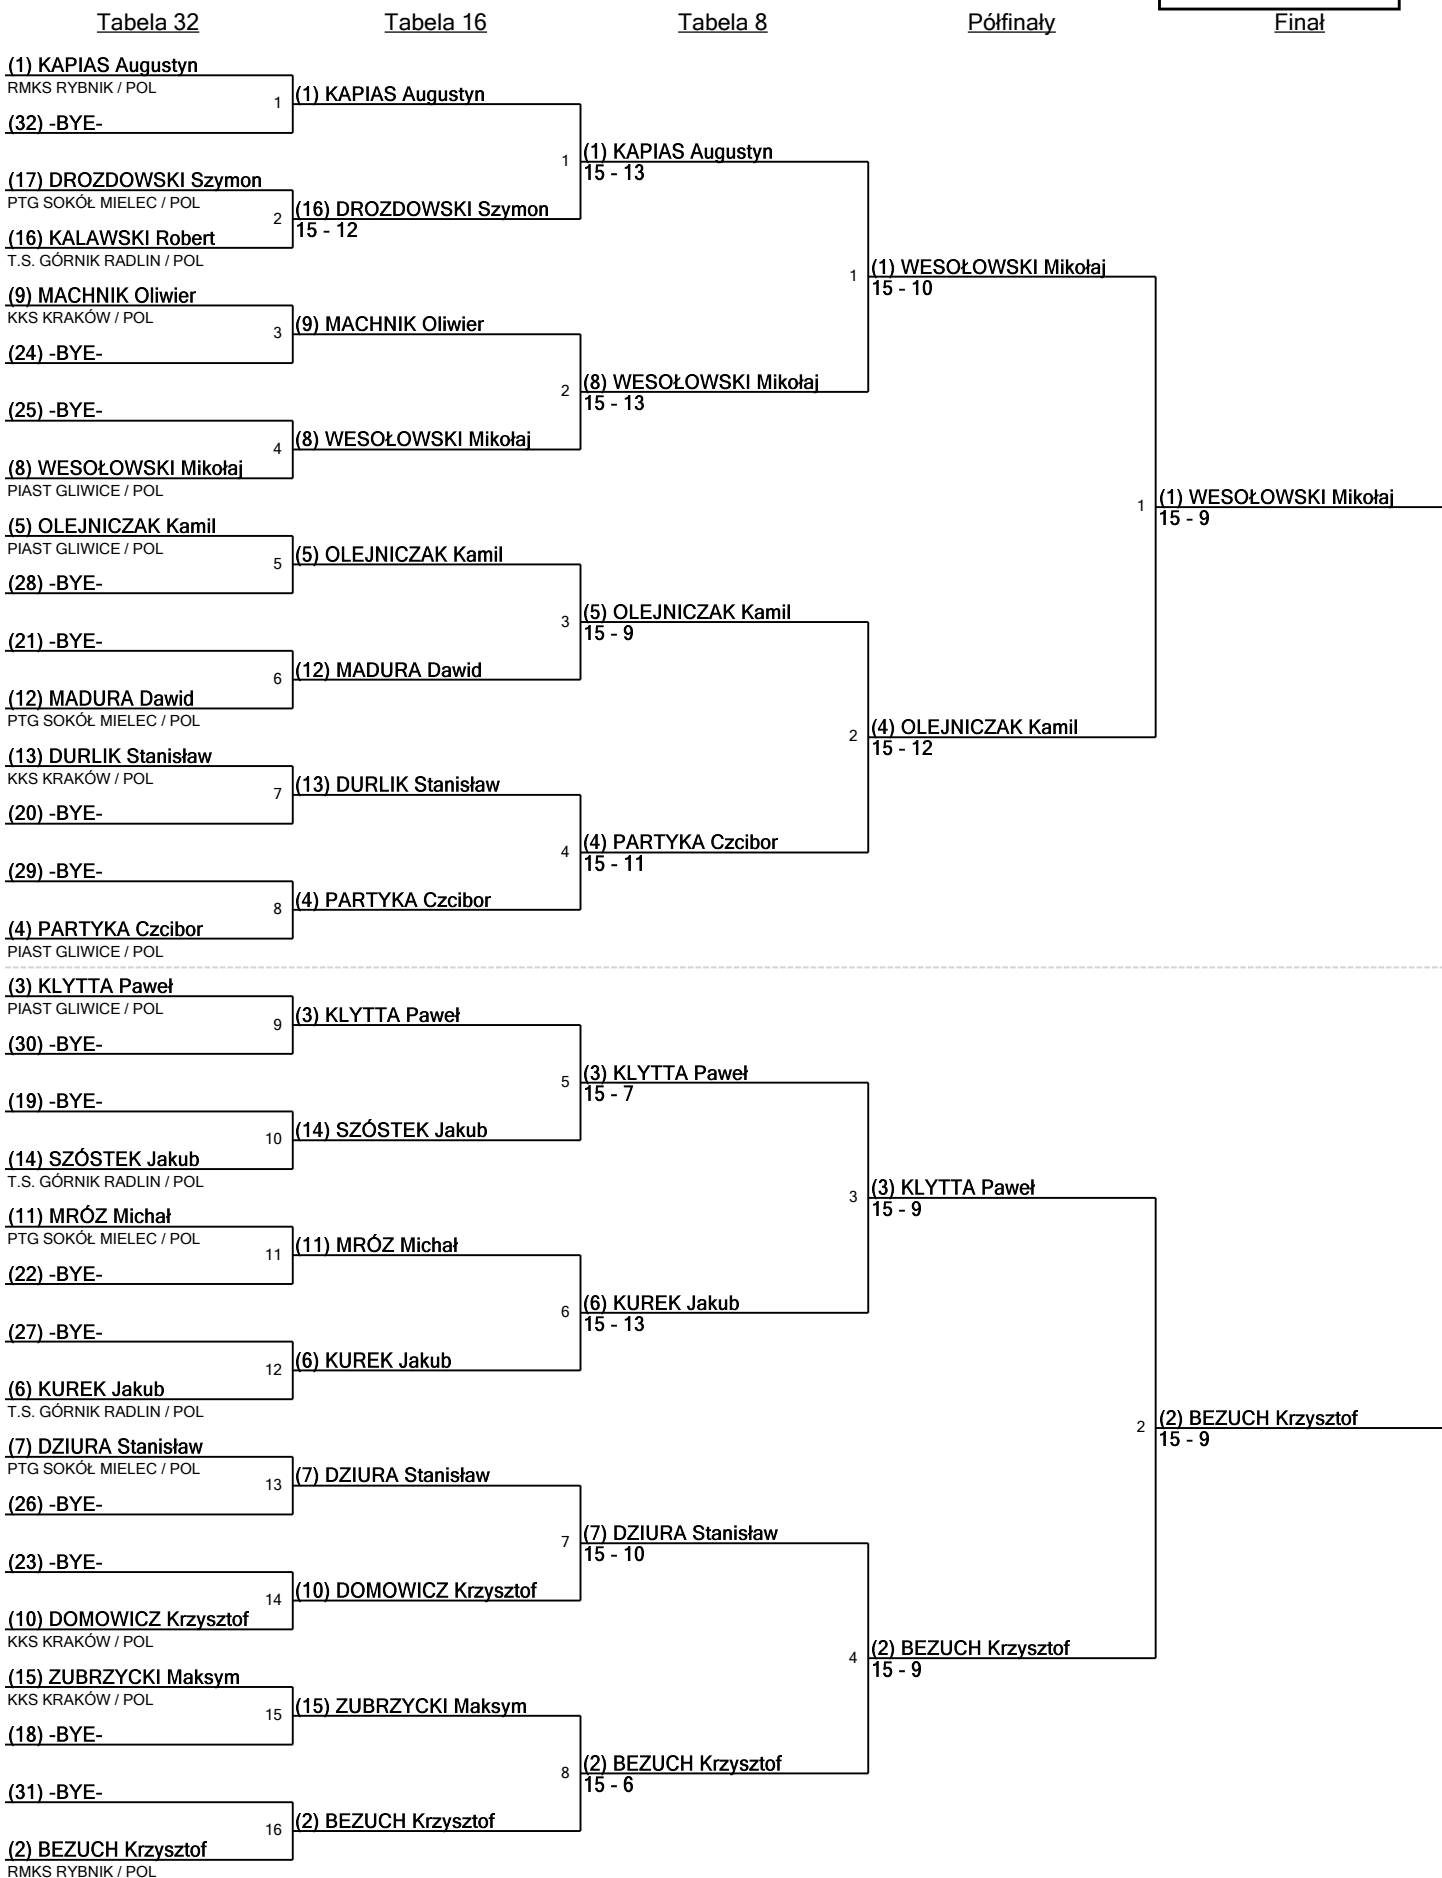 Tabela 32
Tabela 16
Tabela 8
Półfinały
Finał
(1) KAPIAS Augustyn
RMKS RYBNIK / POL
1
(32) -BYE-
(17) DROZDOWSKI Szymon
PTG SOKÓŁ MIELEC / POL
2
(16) KALAWSKI Robert
T.S. GÓRNIK RADLIN / POL
(9) MACHNIK Oliwier
KKS KRAKÓW / POL
3
(24) -BYE-
(25) -BYE-
4
(8) WESOŁOWSKI Mikołaj
PIAST GLIWICE / POL
(5) OLEJNICZAK Kamil
PIAST GLIWICE / POL
5
(28) -BYE-
(21) -BYE-
6
(12) MADURA Dawid
PTG SOKÓŁ MIELEC / POL
(13) DURLIK Stanisław
KKS KRAKÓW / POL
7
(20) -BYE-
(29) -BYE-
8
(4) PARTYKA Czcibor
PIAST GLIWICE / POL
(3) KLYTTA Paweł
PIAST GLIWICE / POL
9
(30) -BYE-
(19) -BYE-
10
(14) SZÓSTEK Jakub
T.S. GÓRNIK RADLIN / POL
(11) MRÓZ Michał
PTG SOKÓŁ MIELEC / POL
11
(22) -BYE-
(27) -BYE-
12
(6) KUREK Jakub
T.S. GÓRNIK RADLIN / POL
(7) DZIURA Stanisław
PTG SOKÓŁ MIELEC / POL
13
(26) -BYE-
(23) -BYE-
14
(10) DOMOWICZ Krzysztof
KKS KRAKÓW / POL
(15) ZUBRZYCKI Maksym
KKS KRAKÓW / POL
15
(18) -BYE-
(31) -BYE-
16
(2) BEZUCH Krzysztof
RMKS RYBNIK / POL
(1) KAPIAS Augustyn
1
(16) DROZDOWSKI Szymon
15 - 12
(9) MACHNIK Oliwier
2
(8) WESOŁOWSKI Mikołaj
(5) OLEJNICZAK Kamil
3
(12) MADURA Dawid
(13) DURLIK Stanisław
4
(4) PARTYKA Czcibor
(3) KLYTTA Paweł
5
(14) SZÓSTEK Jakub
(11) MRÓZ Michał
6
(6) KUREK Jakub
(7) DZIURA Stanisław
7
(10) DOMOWICZ Krzysztof
(15) ZUBRZYCKI Maksym
8
(2) BEZUCH Krzysztof
(1) KAPIAS Augustyn
15 - 13
1
(8) WESOŁOWSKI Mikołaj
15 - 13
(5) OLEJNICZAK Kamil
15 - 9
2
(4) PARTYKA Czcibor
15 - 11
(3) KLYTTA Paweł
15 - 7
3
(6) KUREK Jakub
15 - 13
(7) DZIURA Stanisław
15 - 10
4
(2) BEZUCH Krzysztof
15 - 6
(1) WESOŁOWSKI Mikołaj
15 - 10
1
(4) OLEJNICZAK Kamil
15 - 12
(3) KLYTTA Paweł
15 - 9
2
(2) BEZUCH Krzysztof
15 - 9
(1) WESOŁOWSKI Mikołaj
15 - 9
(2) BEZUCH Krzysztof
15 - 9